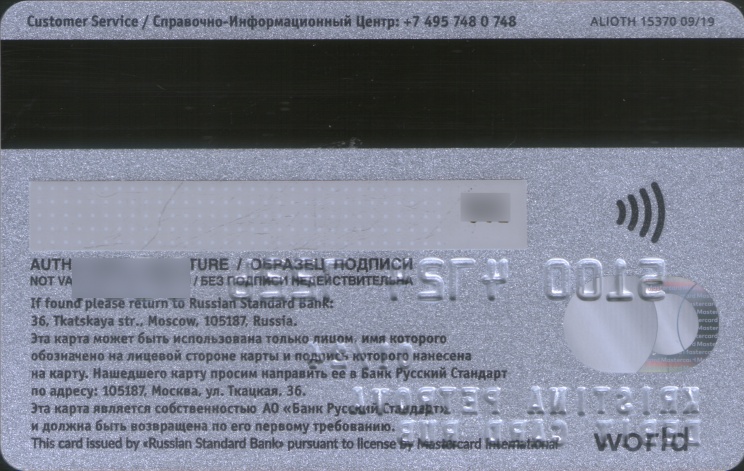 Customer Service / Справочно-Информационный Центр: +7 495 748 0 748
ALIOTH 15370 09/19
AUTH TURE / ОБРАЗЕЦ ПОДПИСИ
NOT VA / БЕЗ ПОДПИСИ НЕДЕЙСТВИТЕЛЬНА
If found please return to Russian Standard Bank:
36, Tkatskaya str., Moscow, 105187, Russia.
Эта карта может быть использована только лицом, имя которого
обозначено на лицевой стороне карты и подпись которого нанесена
на карту. Нашедшего карту просим направить ее в Банк Русский Стандарт
по адресу: 105187, Москва, ул. Ткацкая, 36.
Эта карта является собственностью АО «Банк Русский Стандарт»
и должна быть возвращена по его первому требованию.
This card issued by «Russian Standard Bank» pursuant to license by Mastercard International
world